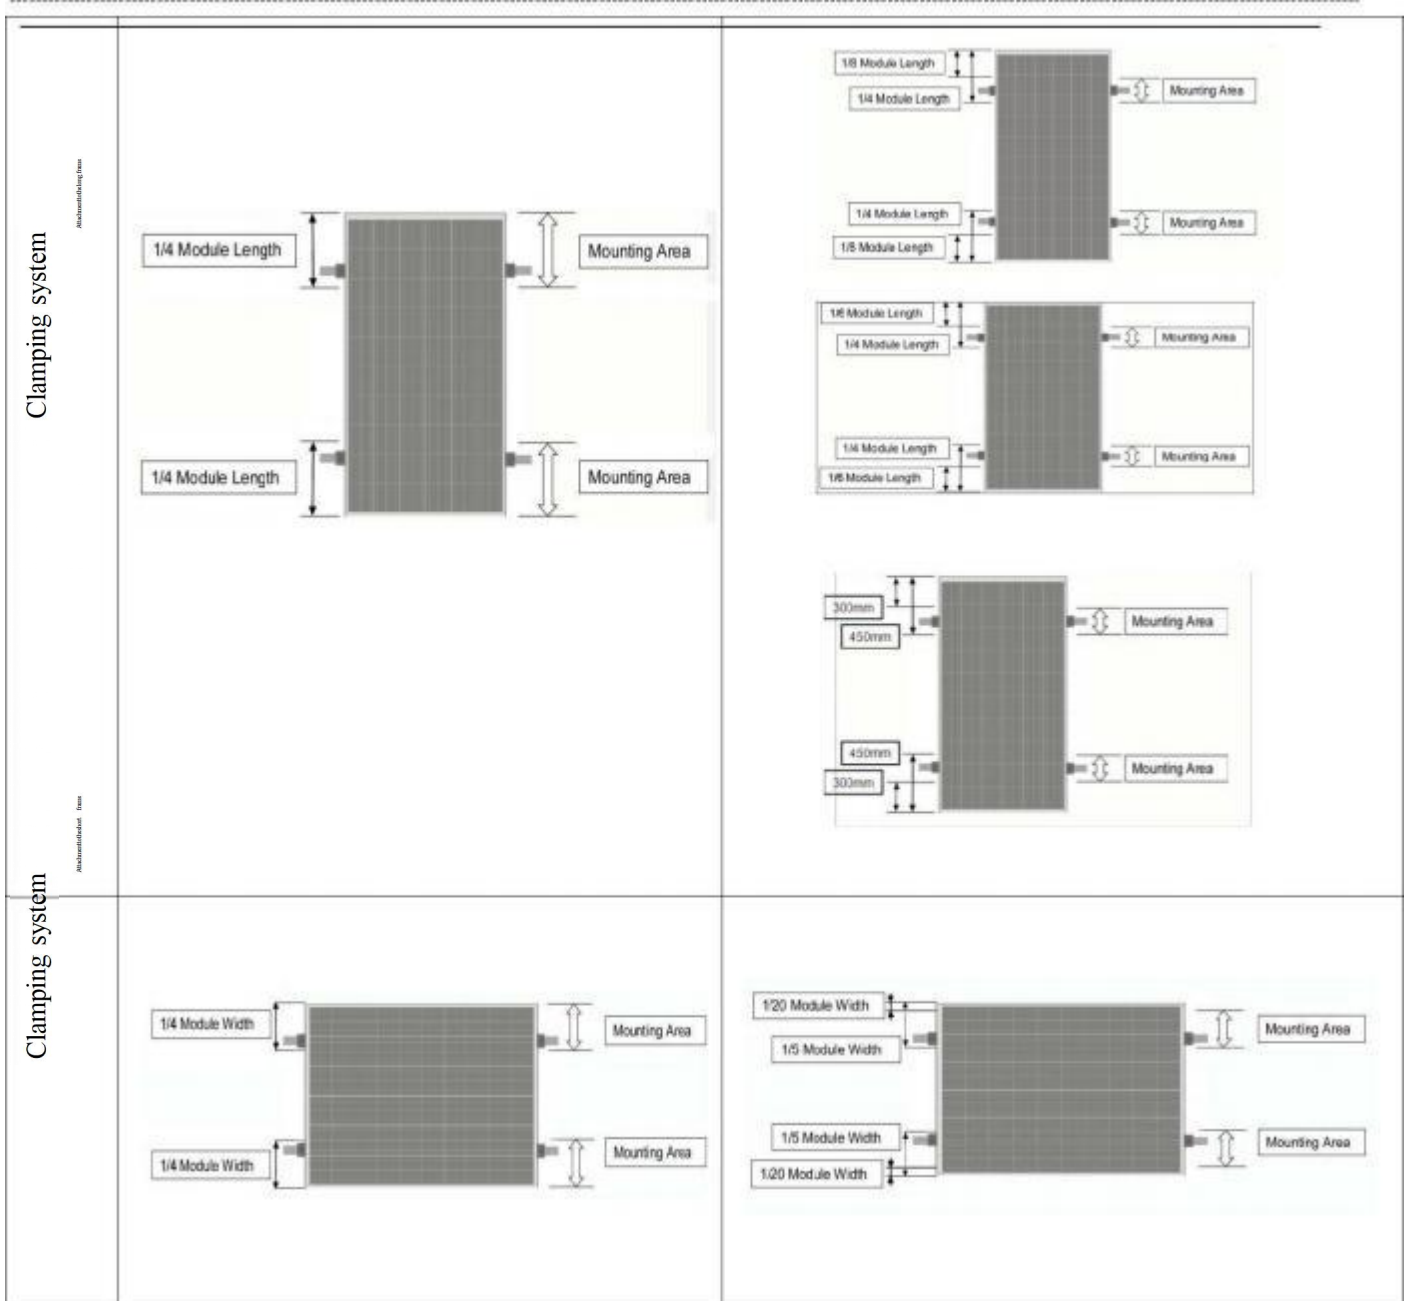 Clamping system
Attachmenttothelong frame
1/4 Module Length
Mounting Area
1/4 Module Length
Mounting Area
1/8 Module Length
1/4 Module Length
Mounting Area
1/4 Module Length
Mounting Area
1/8 Module Length
1/6 Module Length
1/4 Module Length
Mounting Area
1/4 Module Length
Mounting Area
1/6 Module Length
300mm
450mm
Mounting Area
450mm
Mounting Area
300mm
Clamping system
1/4 Module Width
Mounting Area
1/4 Module Width
Mounting Area
1/20 Module Width
1/5 Module Width
Mounting Area
1/5 Module Width
Mounting Area
1/20 Module Width